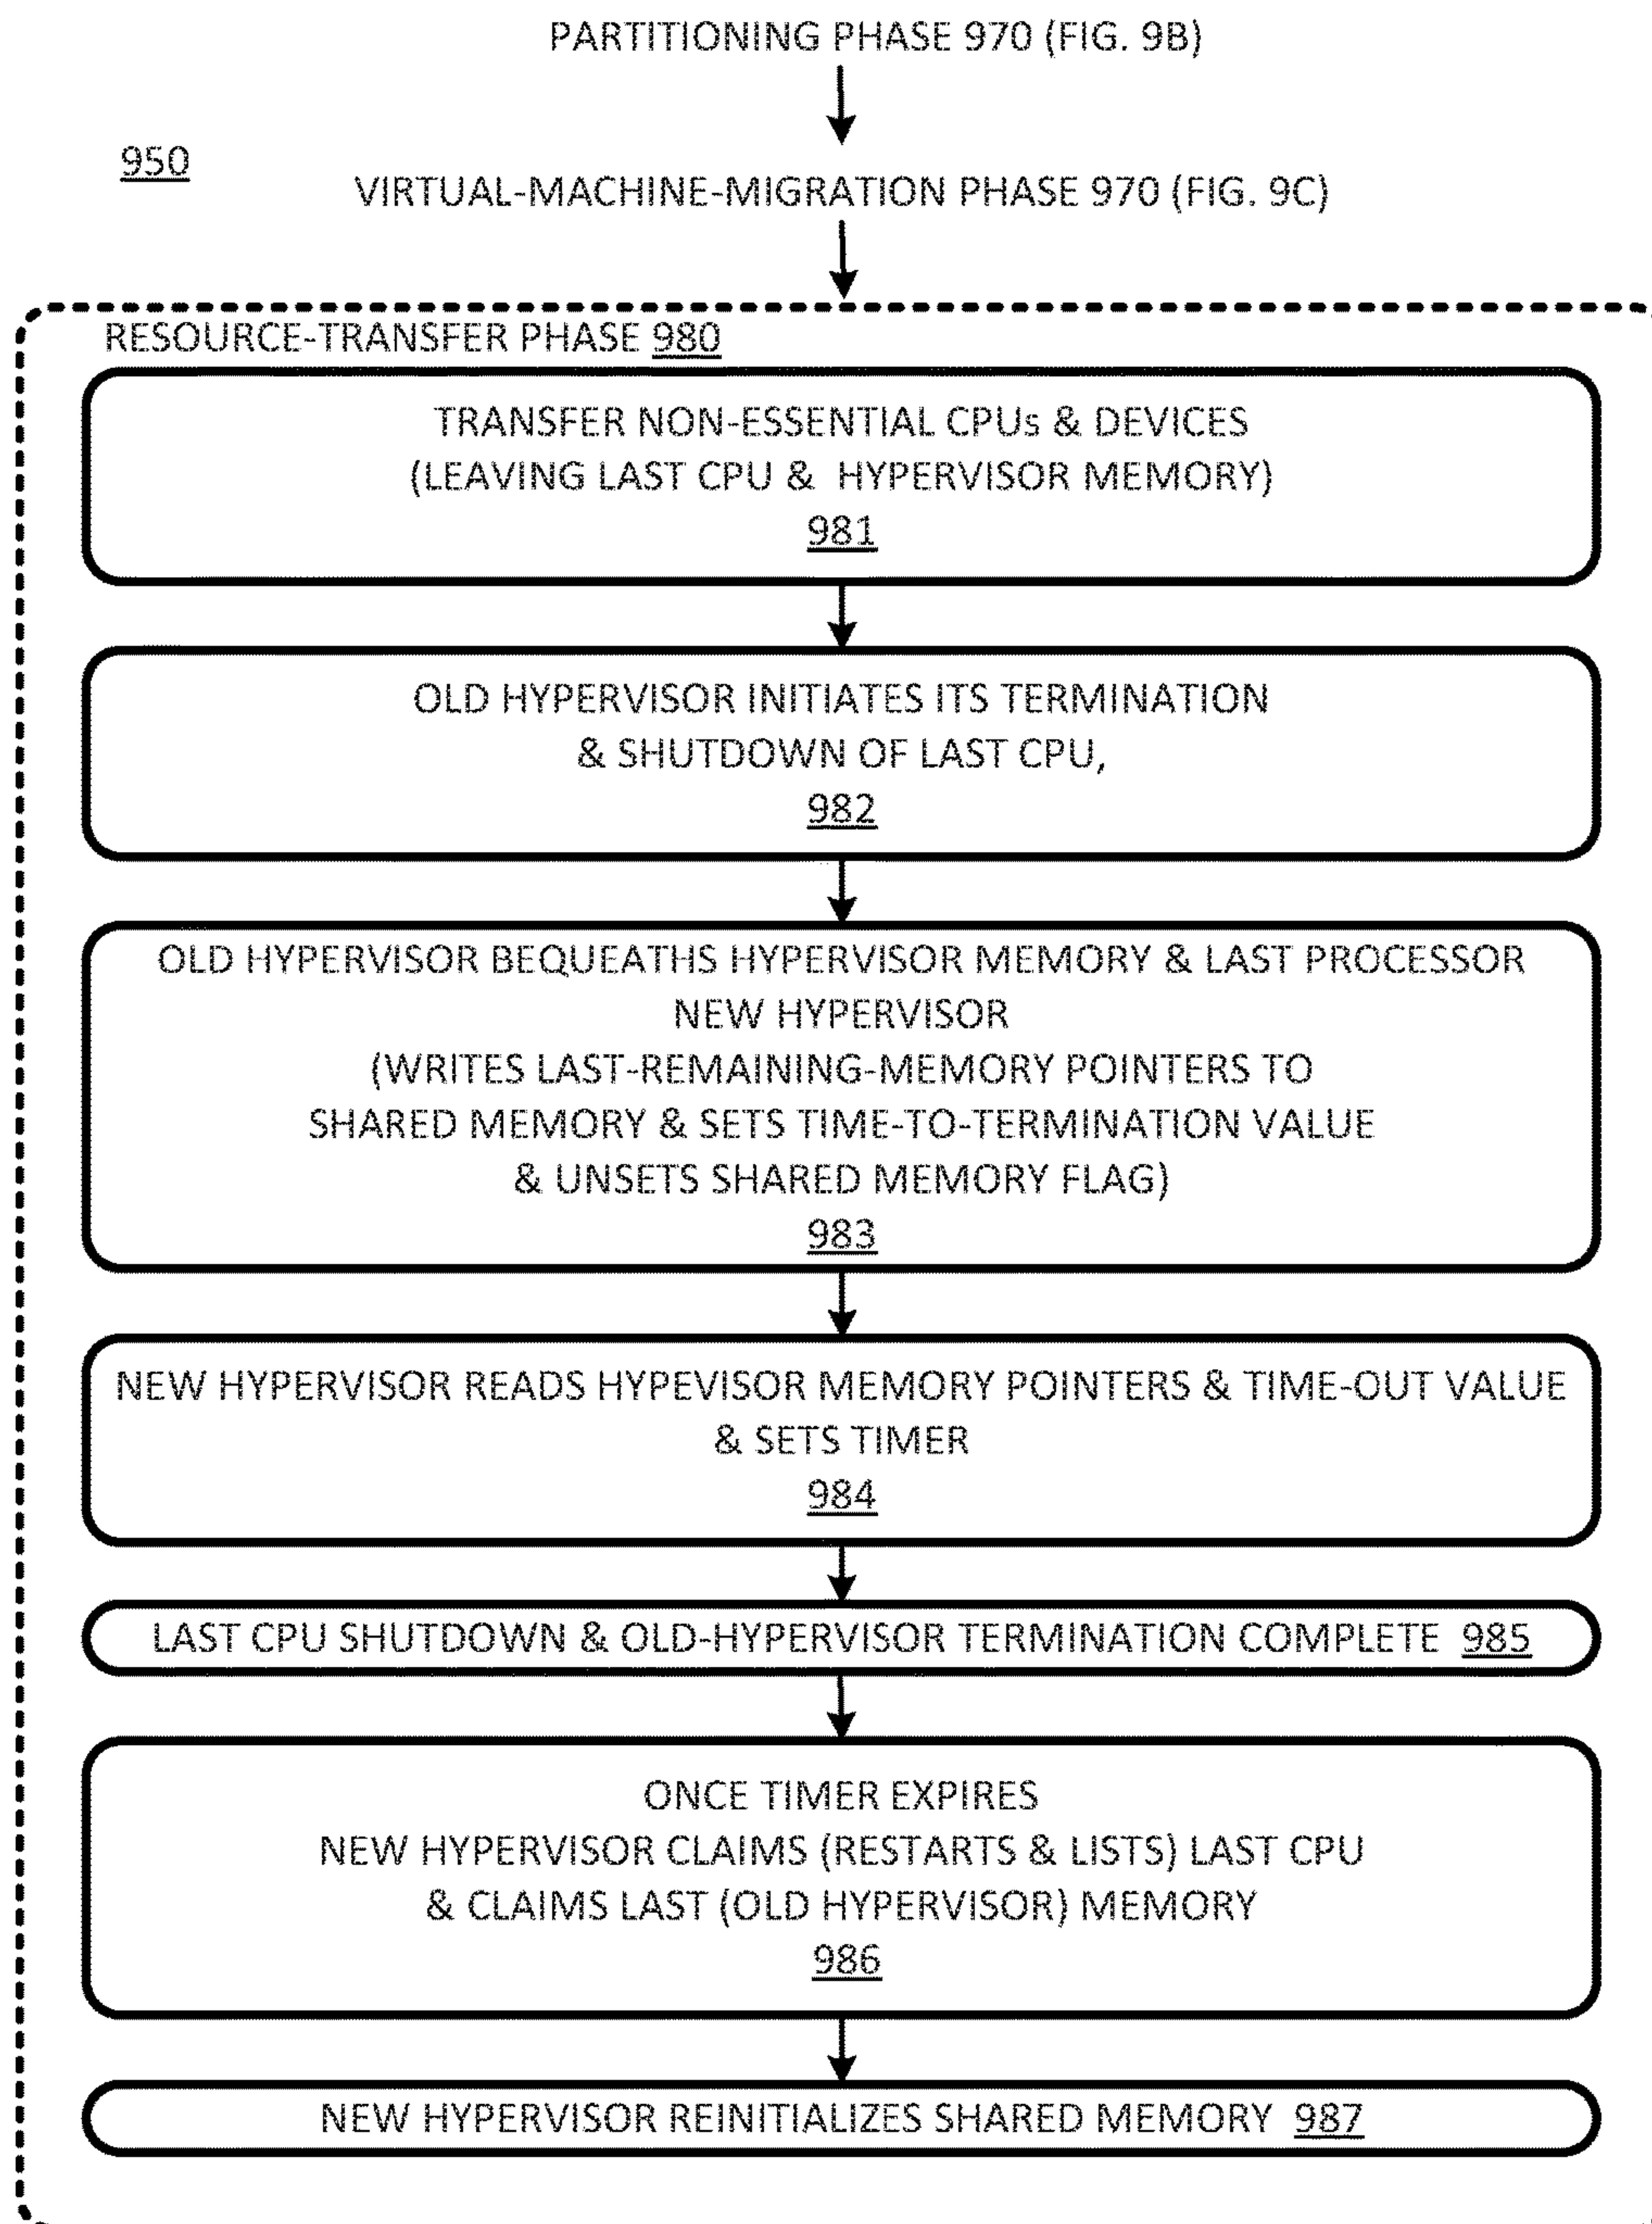 PARTITIONING PHASE 970 (FIG. 9B)
950
VIRTUAL-MACHINE-MIGRATION PHASE 970 (FIG. 9C)
RESOURCE-TRANSFER PHASE 980
TRANSFER NON-ESSENTIAL CPUs & DEVICES
(LEAVING LAST CPU & HYPERVISOR MEMORY)
981
OLD HYPERVISOR INITIATES ITS TERMINATION
& SHUTDOWN OF LAST CPU,
982
OLD HYPERVISOR BEQUEATHS HYPERVISOR MEMORY & LAST PROCESSOR
NEW HYPERVISOR
(WRITES LAST-REMAINING-MEMORY POINTERS TO
SHARED MEMORY & SETS TIME-TO-TERMINATION VALUE
& UNSETS SHARED MEMORY FLAG)
983
NEW HYPERVISOR READS HYPEVISOR MEMORY POINTERS & TIME-OUT VALUE
& SETS TIMER
984
LAST CPU SHUTDOWN & OLD-HYPERVISOR TERMINATION COMPLETE 985
ONCE TIMER EXPIRES
NEW HYPERVISOR CLAIMS (RESTARTS & LISTS) LAST CPU
& CLAIMS LAST (OLD HYPERVISOR) MEMORY
986
NEW HYPERVISOR REINITIALIZES SHARED MEMORY 987